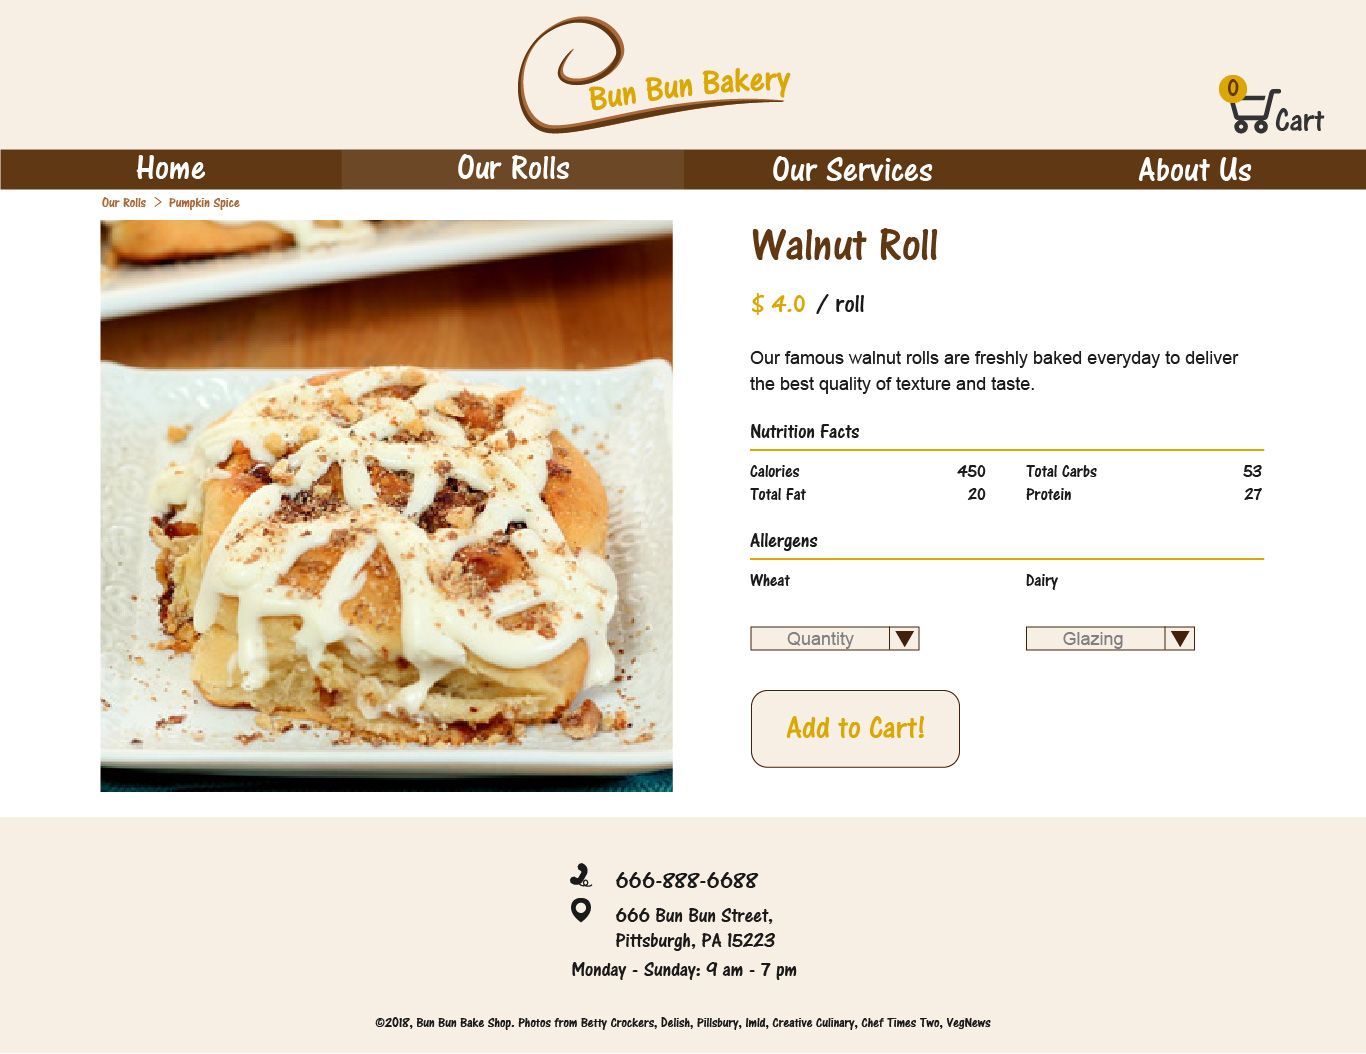 Bun Bun Bakery
0
Cart
Home
Our Rolls
Our Services
About Us
Our Rolls > Pumpkin Spice
Walnut Roll
$ 4.0 / roll
Our famous walnut rolls are freshly baked everyday to deliver
the best quality of texture and taste.
Nutrition Facts
Calories 450 Total Carbs 53
Total Fat 20 Protein 27
Allergens
Wheat Dairy
Quantity Glazing
Add to Cart!
666-888-6688
666 Bun Bun Street,
Pittsburgh, PA 15223
Monday - Sunday: 9 am - 7 pm
©2018, Bun Bun Bake Shop. Photos from Betty Crockers, Delish, Pillsbury, Imld, Creative Culinary, Chef Times Two, VegNews